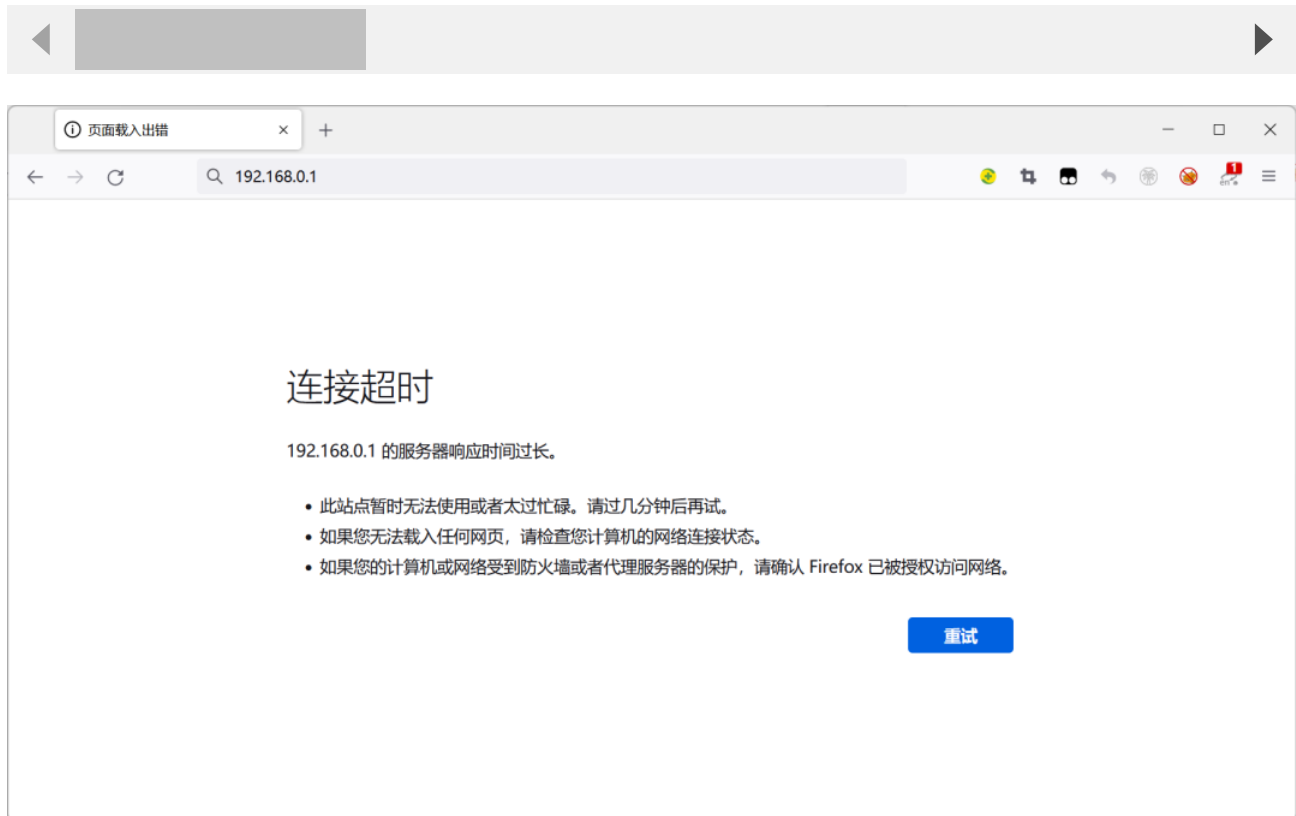 页面载入出错
192.168.0.1
1
en
连接超时
192.168.0.1 的服务器响应时间过长。
此站点暂时无法使用或者太过忙碌。请过几分钟后再试。
如果您无法载入任何网页，请检查您计算机的网络连接状态。
如果您的计算机或网络受到防火墙或者代理服务器的保护，请确认 Firefox 已被授权访问网络。
重试